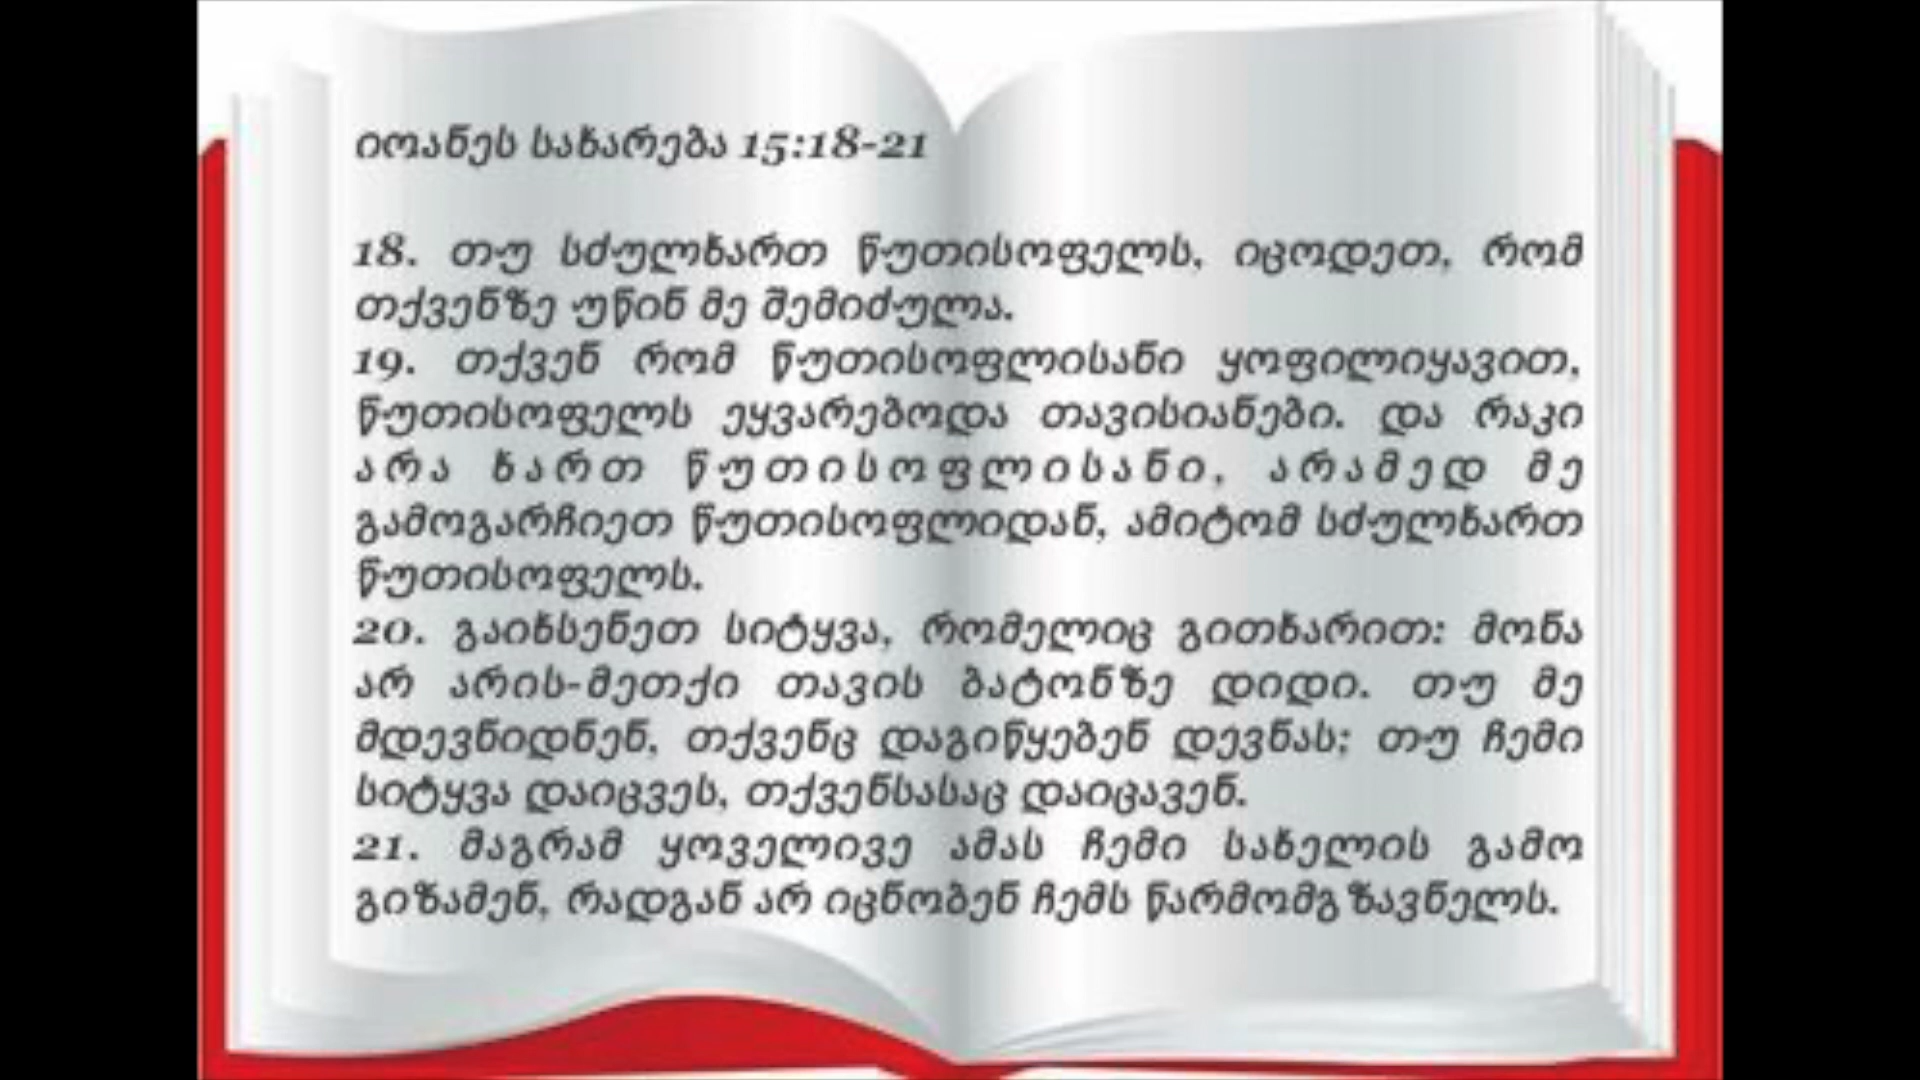 იოანეს სახარება 15:18-21
18. თუ სძულხართ წუთისოფელს, იცოდეთ, რომ
თქვენზე უწინ მე შემიძულა.
19. თქვენ რომ წუთისოფლისანი ყოფილიყავით,
წუთისოფელს ეყვარებოდა თავისიანები. და რაკი
არა ხართ წუთისოფლისანი, არამედ მე
გამოგარჩიეთ წუთისოფლიდან, ამიტომ სძულხართ
წუთისოფელს.
20. გაიხსენეთ სიტყვა, რომელიც გითხარით: მონა
არ არის-მეთქი თავის ბატონზე დიდი. თუ მე
მდევნიდნენ, თქვენც დაგიწყებენ დევნას; თუ ჩემი
სიტყვა დაიცვეს, თქვენსასაც დაიცავენ.
21. მაგრამ ყოველივე ამას ჩემი სახელის გამო
გიზამენ, რადგან არ იცნობენ ჩემს წარმომგზავნელს.